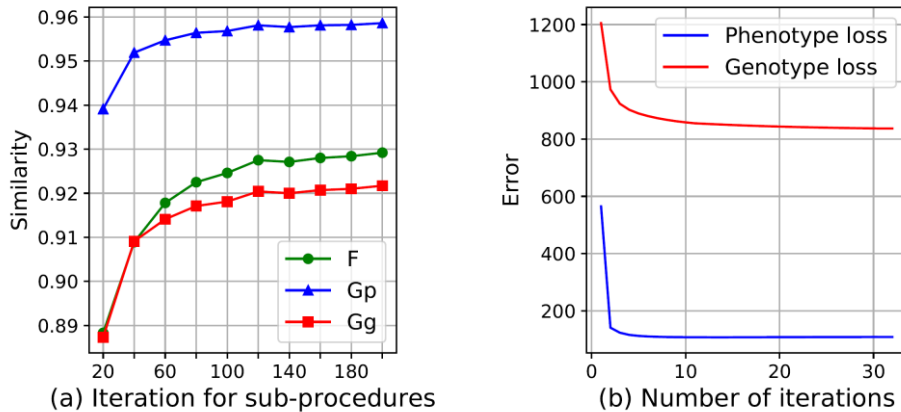 0.96
0.95
0.94
0.93
0.92
0.91
0.90
0.89
Similarity
F
Gp
Gg
20 60 100 140 180
(a) Iteration for sub-procedures
1200
1000
800
600
400
200
Error
Phenotype loss
Genotype loss
0 10 20 30
(b) Number of iterations